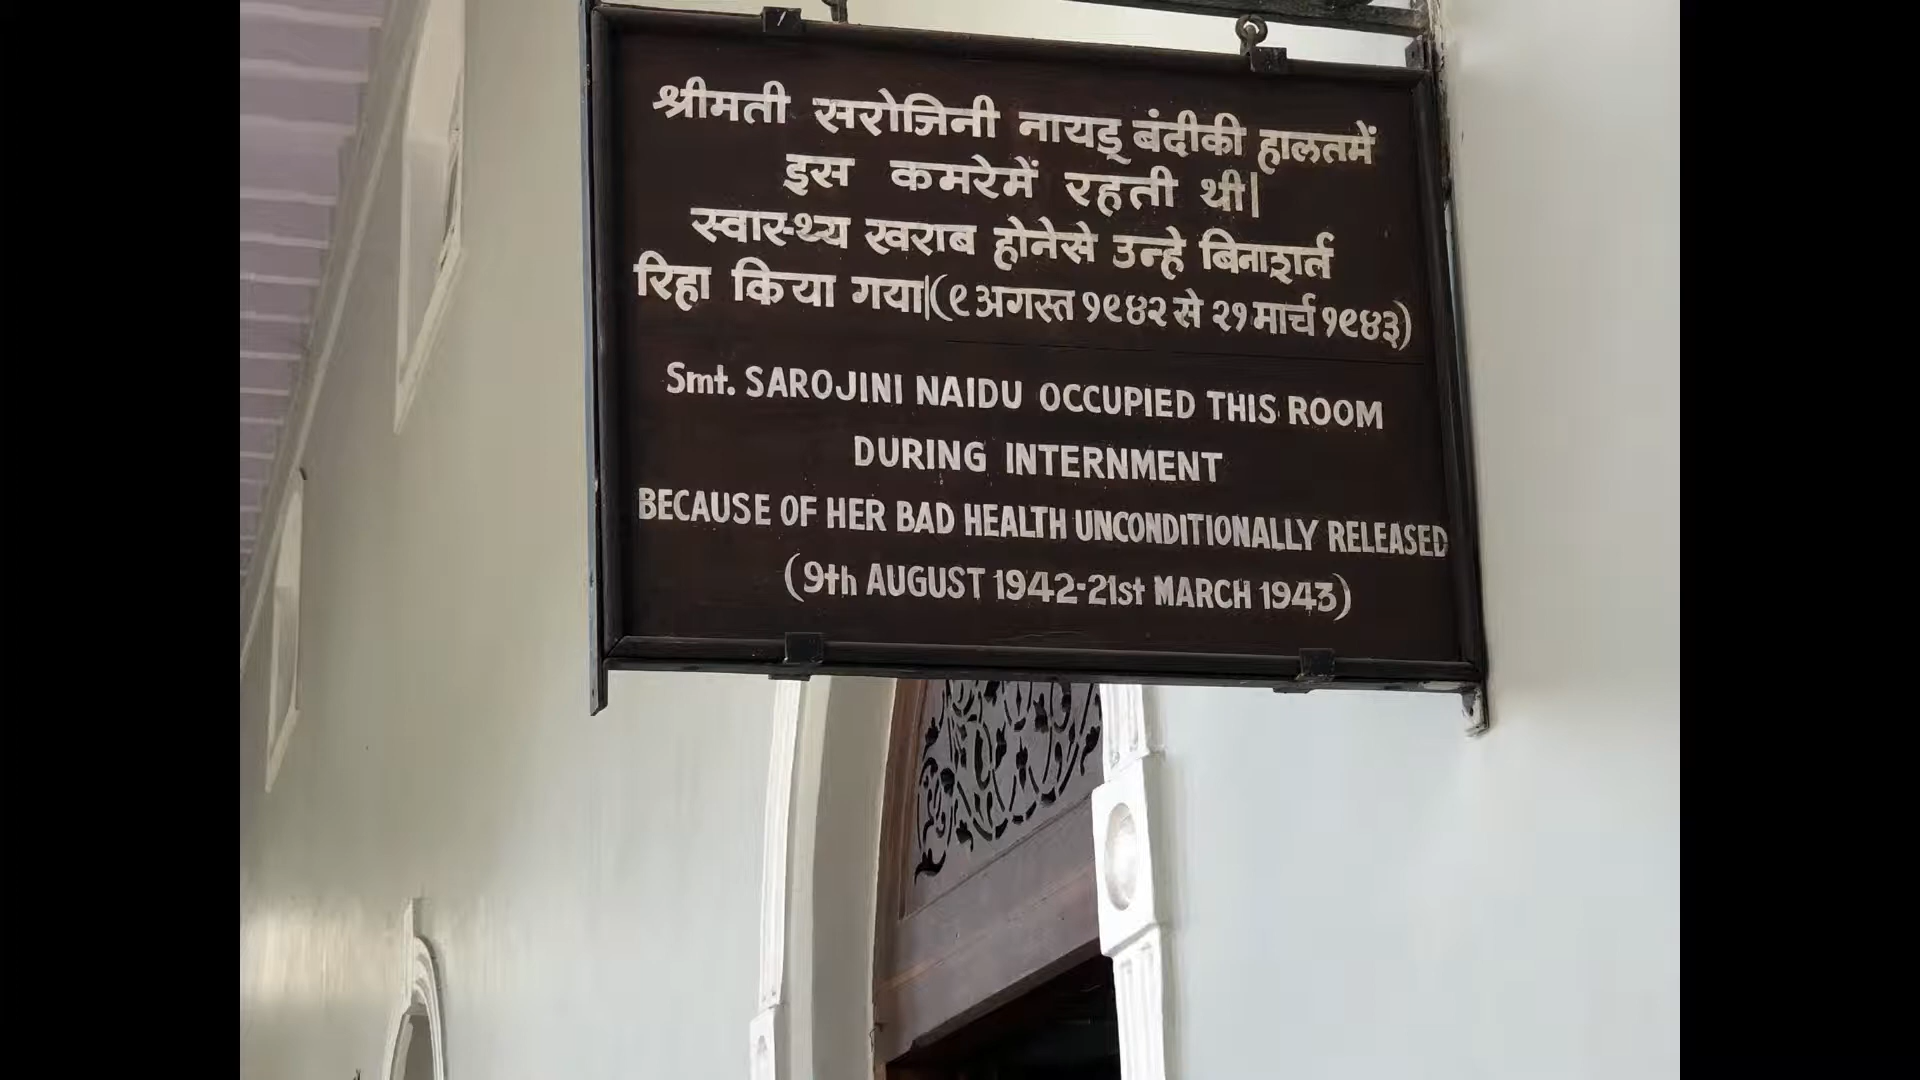 श्रीमती सरोजिनी नायडू बंदीकी हालतमें
इस कमरेमें रहती थी|
स्वास्थ्य खराब होनेसे उन्हे बिनाशर्त
रिहा किया गया|(९ अगस्त १९४२ से २१ मार्च १९४३)
Smt. SAROJINI NAIDU OCCUPIED THIS ROOM
DURING INTERNMENT
BECAUSE OF HER BAD HEALTH UNCONDITIONALLY RELEASED
(9th AUGUST 1942-21st MARCH 1943)